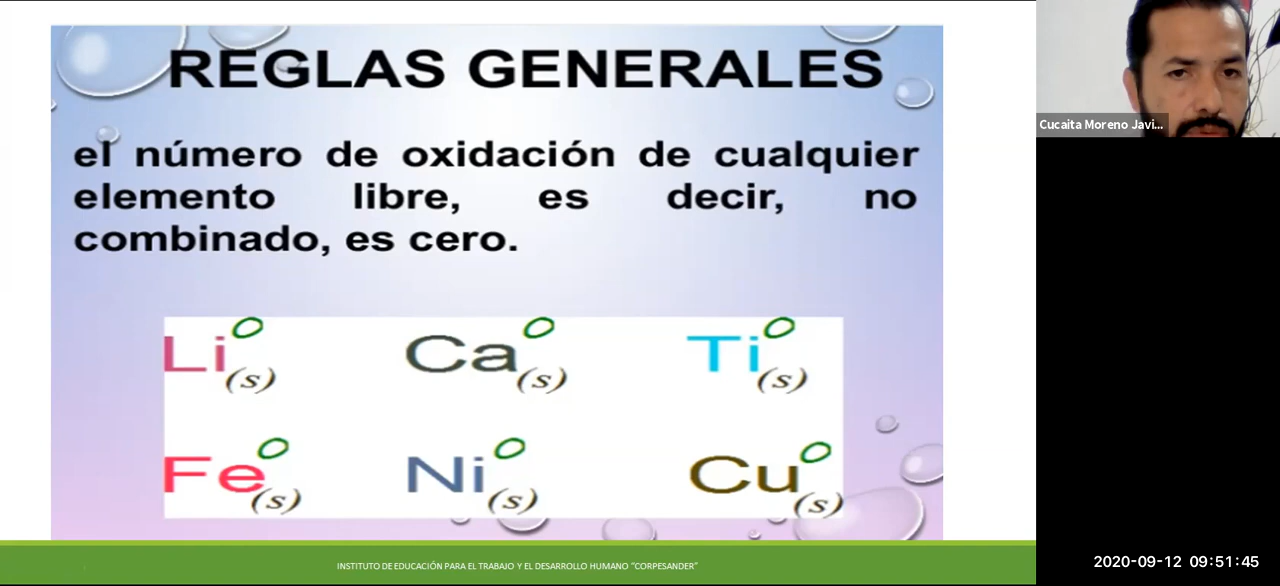 REGLAS GENERALES
el número de oxidación de cualquier
elemento libre, es decir, no
combinado, es cero.
Li⁰(s) Ca⁰(s) Ti⁰(s)
Fe⁰(s) Ni⁰(s) Cu⁰(s)
INSTITUTO DE EDUCACIÓN PARA EL TRABAJO Y EL DESARROLLO HUMANO “CORPESANDER”
Cucaita Moreno Javi...
2020-09-12 09:51:45